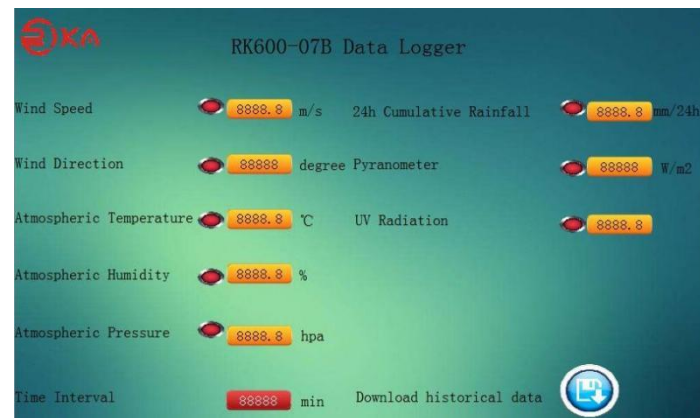 RKA
RK600-07B Data Logger
Wind Speed 8888.8 m/s 24h Cumulative Rainfall 8888.8 mm/24h
Wind Direction 88888 degree Pyranometer 88888 W/m2
Atmospheric Temperature 8888.8 ℃ UV Radiation 8888.8
Atmospheric Humidity 8888.8 %
Atmospheric Pressure 8888.8 hpa
Time Interval 88888 min Download historical data